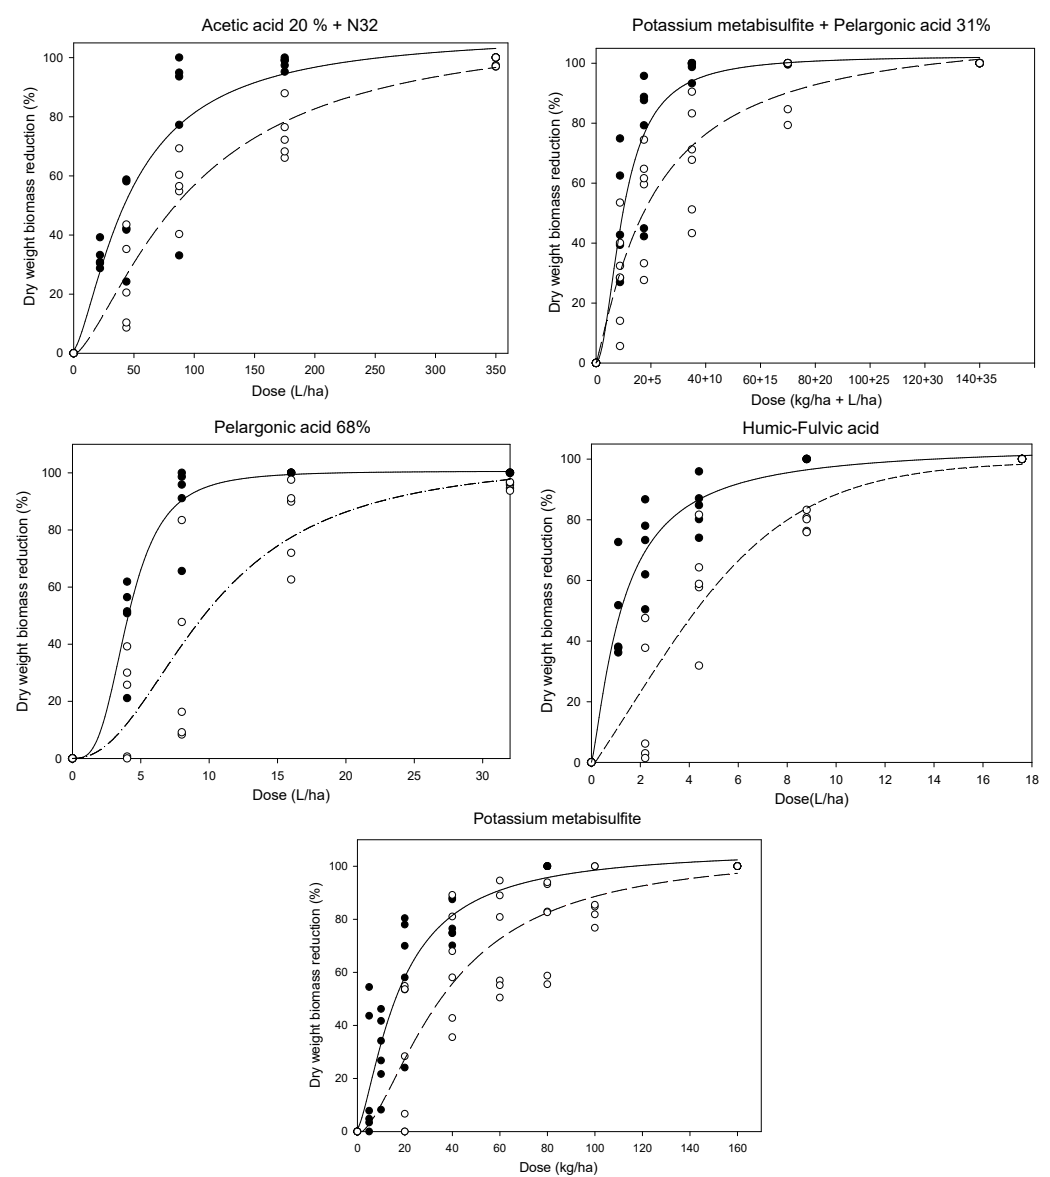 Acetic acid 20 % + N32
Dry weight biomass reduction (%)
100
80
60
40
20
0
0 50 100 150 200 250 300 350
Dose (L/ha)
Potassium metabisulfite + Pelargonic acid 31%
Dry weight biomass reduction (%)
100
80
60
40
20
0
0 20+5 40+10 60+15 80+20 100+25 120+30 140+35
Dose (kg/ha + L/ha)
Pelargonic acid 68%
Dry weight biomass reduction (%)
100
80
60
40
20
0
0 5 10 15 20 25 30
Dose (L/ha)
Humic-Fulvic acid
Dry weight biomass reduction (%)
100
80
60
40
20
0
0 2 4 6 8 10 12 14 16 18
Dose(L/ha)
Potassium metabisulfite
Dry weight biomass reduction (%)
100
80
60
40
20
0
0 20 40 60 80 100 120 140 160
Dose (kg/ha)